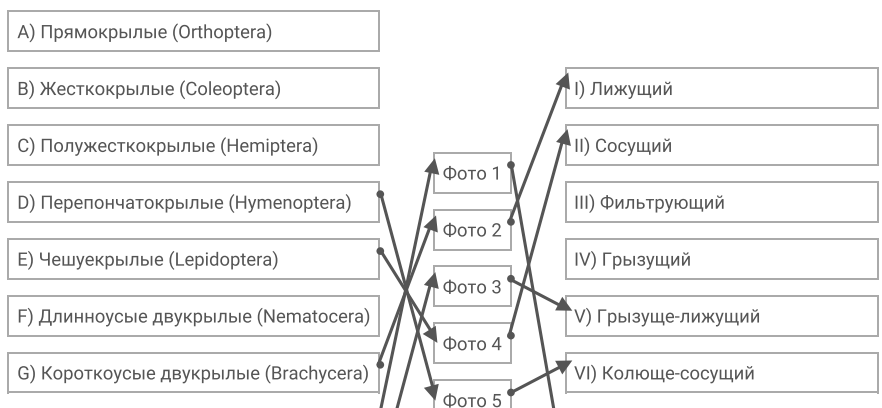 A) Прямокрылые (Orthoptera)
B) Жесткокрылые (Coleoptera)
C) Полужесткокрылые (Hemiptera)
D) Перепончатокрылые (Hymenoptera)
E) Чешуекрылые (Lepidoptera)
F) Длинноусые двукрылые (Nematocera)
G) Короткоусые двукрылые (Brachycera)
Фото 1
Фото 2
Фото 3
Фото 4
Фото 5
I) Лижущий
II) Сосущий
III) Фильтрующий
IV) Грызущий
V) Грызуще-лижущий
VI) Колюще-сосущий